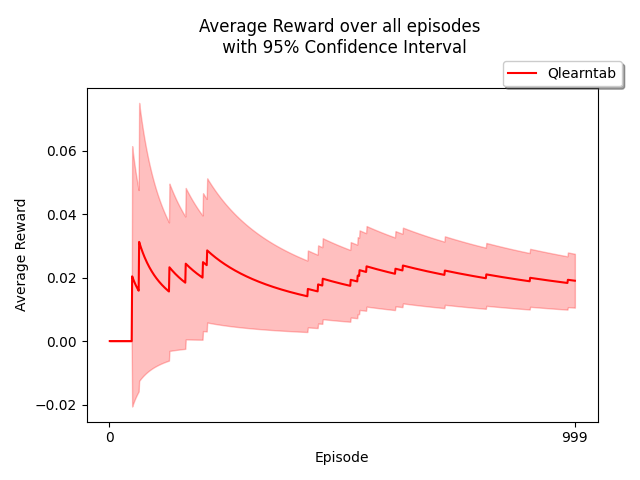 Average Reward over all episodes
with 95% Confidence Interval
Qlearntab
0.06
0.04
0.02
0.00
−0.02
Average Reward
0
999
Episode